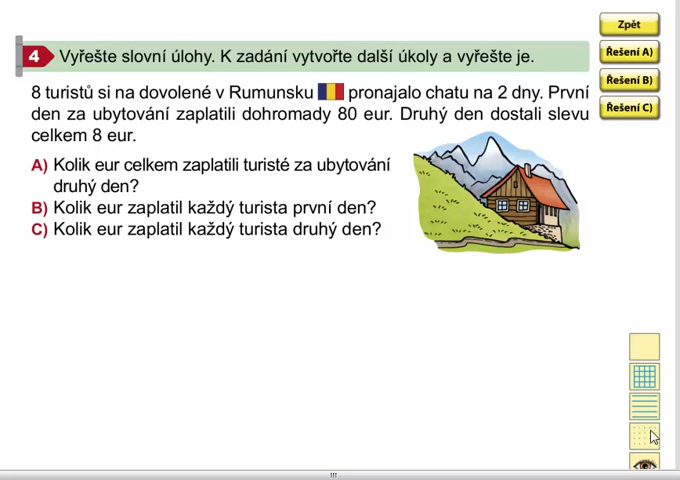 Zpět
4 Vyřešte slovní úlohy. K zadání vytvořte další úkoly a vyřešte je.
Řešení A)
Řešení B)
Řešení C)
8 turistů si na dovolené v Rumunsku pronajalo chatu na 2 dny. První
den za ubytování zaplatili dohromady 80 eur. Druhý den dostali slevu
celkem 8 eur.
A) Kolik eur celkem zaplatili turisté za ubytování
druhý den?
B) Kolik eur zaplatil každý turista první den?
C) Kolik eur zaplatil každý turista druhý den?